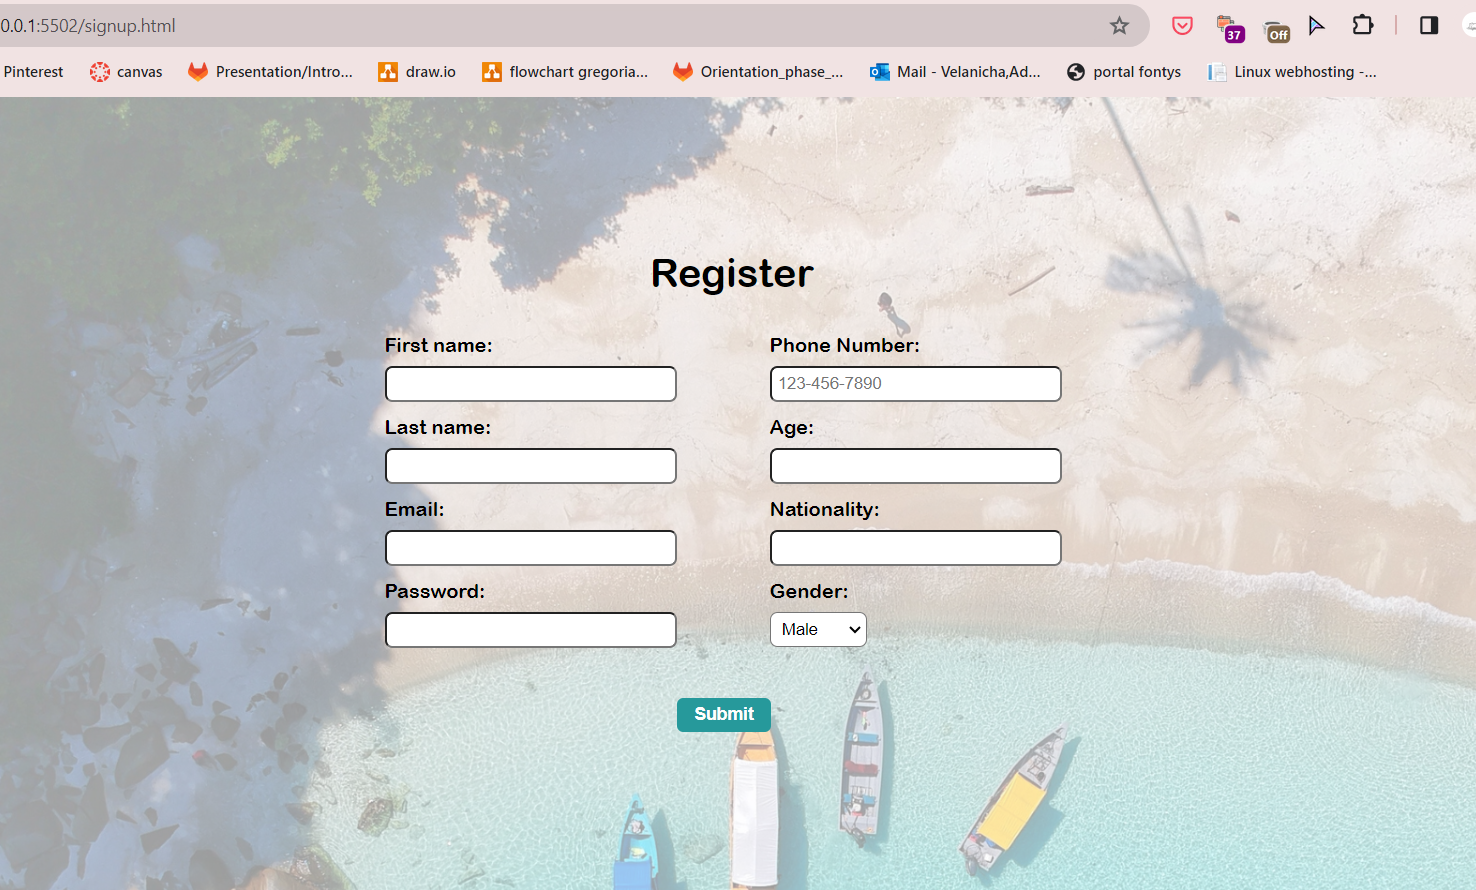 0.0.1:5502/signup.html
37
Off
Pinterest
canvas
Presentation/Intro...
draw.io
flowchart gregoria...
Orientation_phase_...
Mail - Velanicha,Ad...
portal fontys
Linux webhosting -...
Register
First name:
Phone Number:
123-456-7890
Last name:
Age:
Email:
Nationality:
Password:
Gender:
Male
Submit